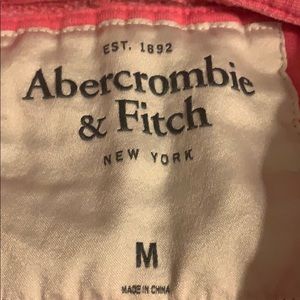 EST. 1892
Abercrombie
& Fitch
NEW YORK
M
MADE IN CHINA